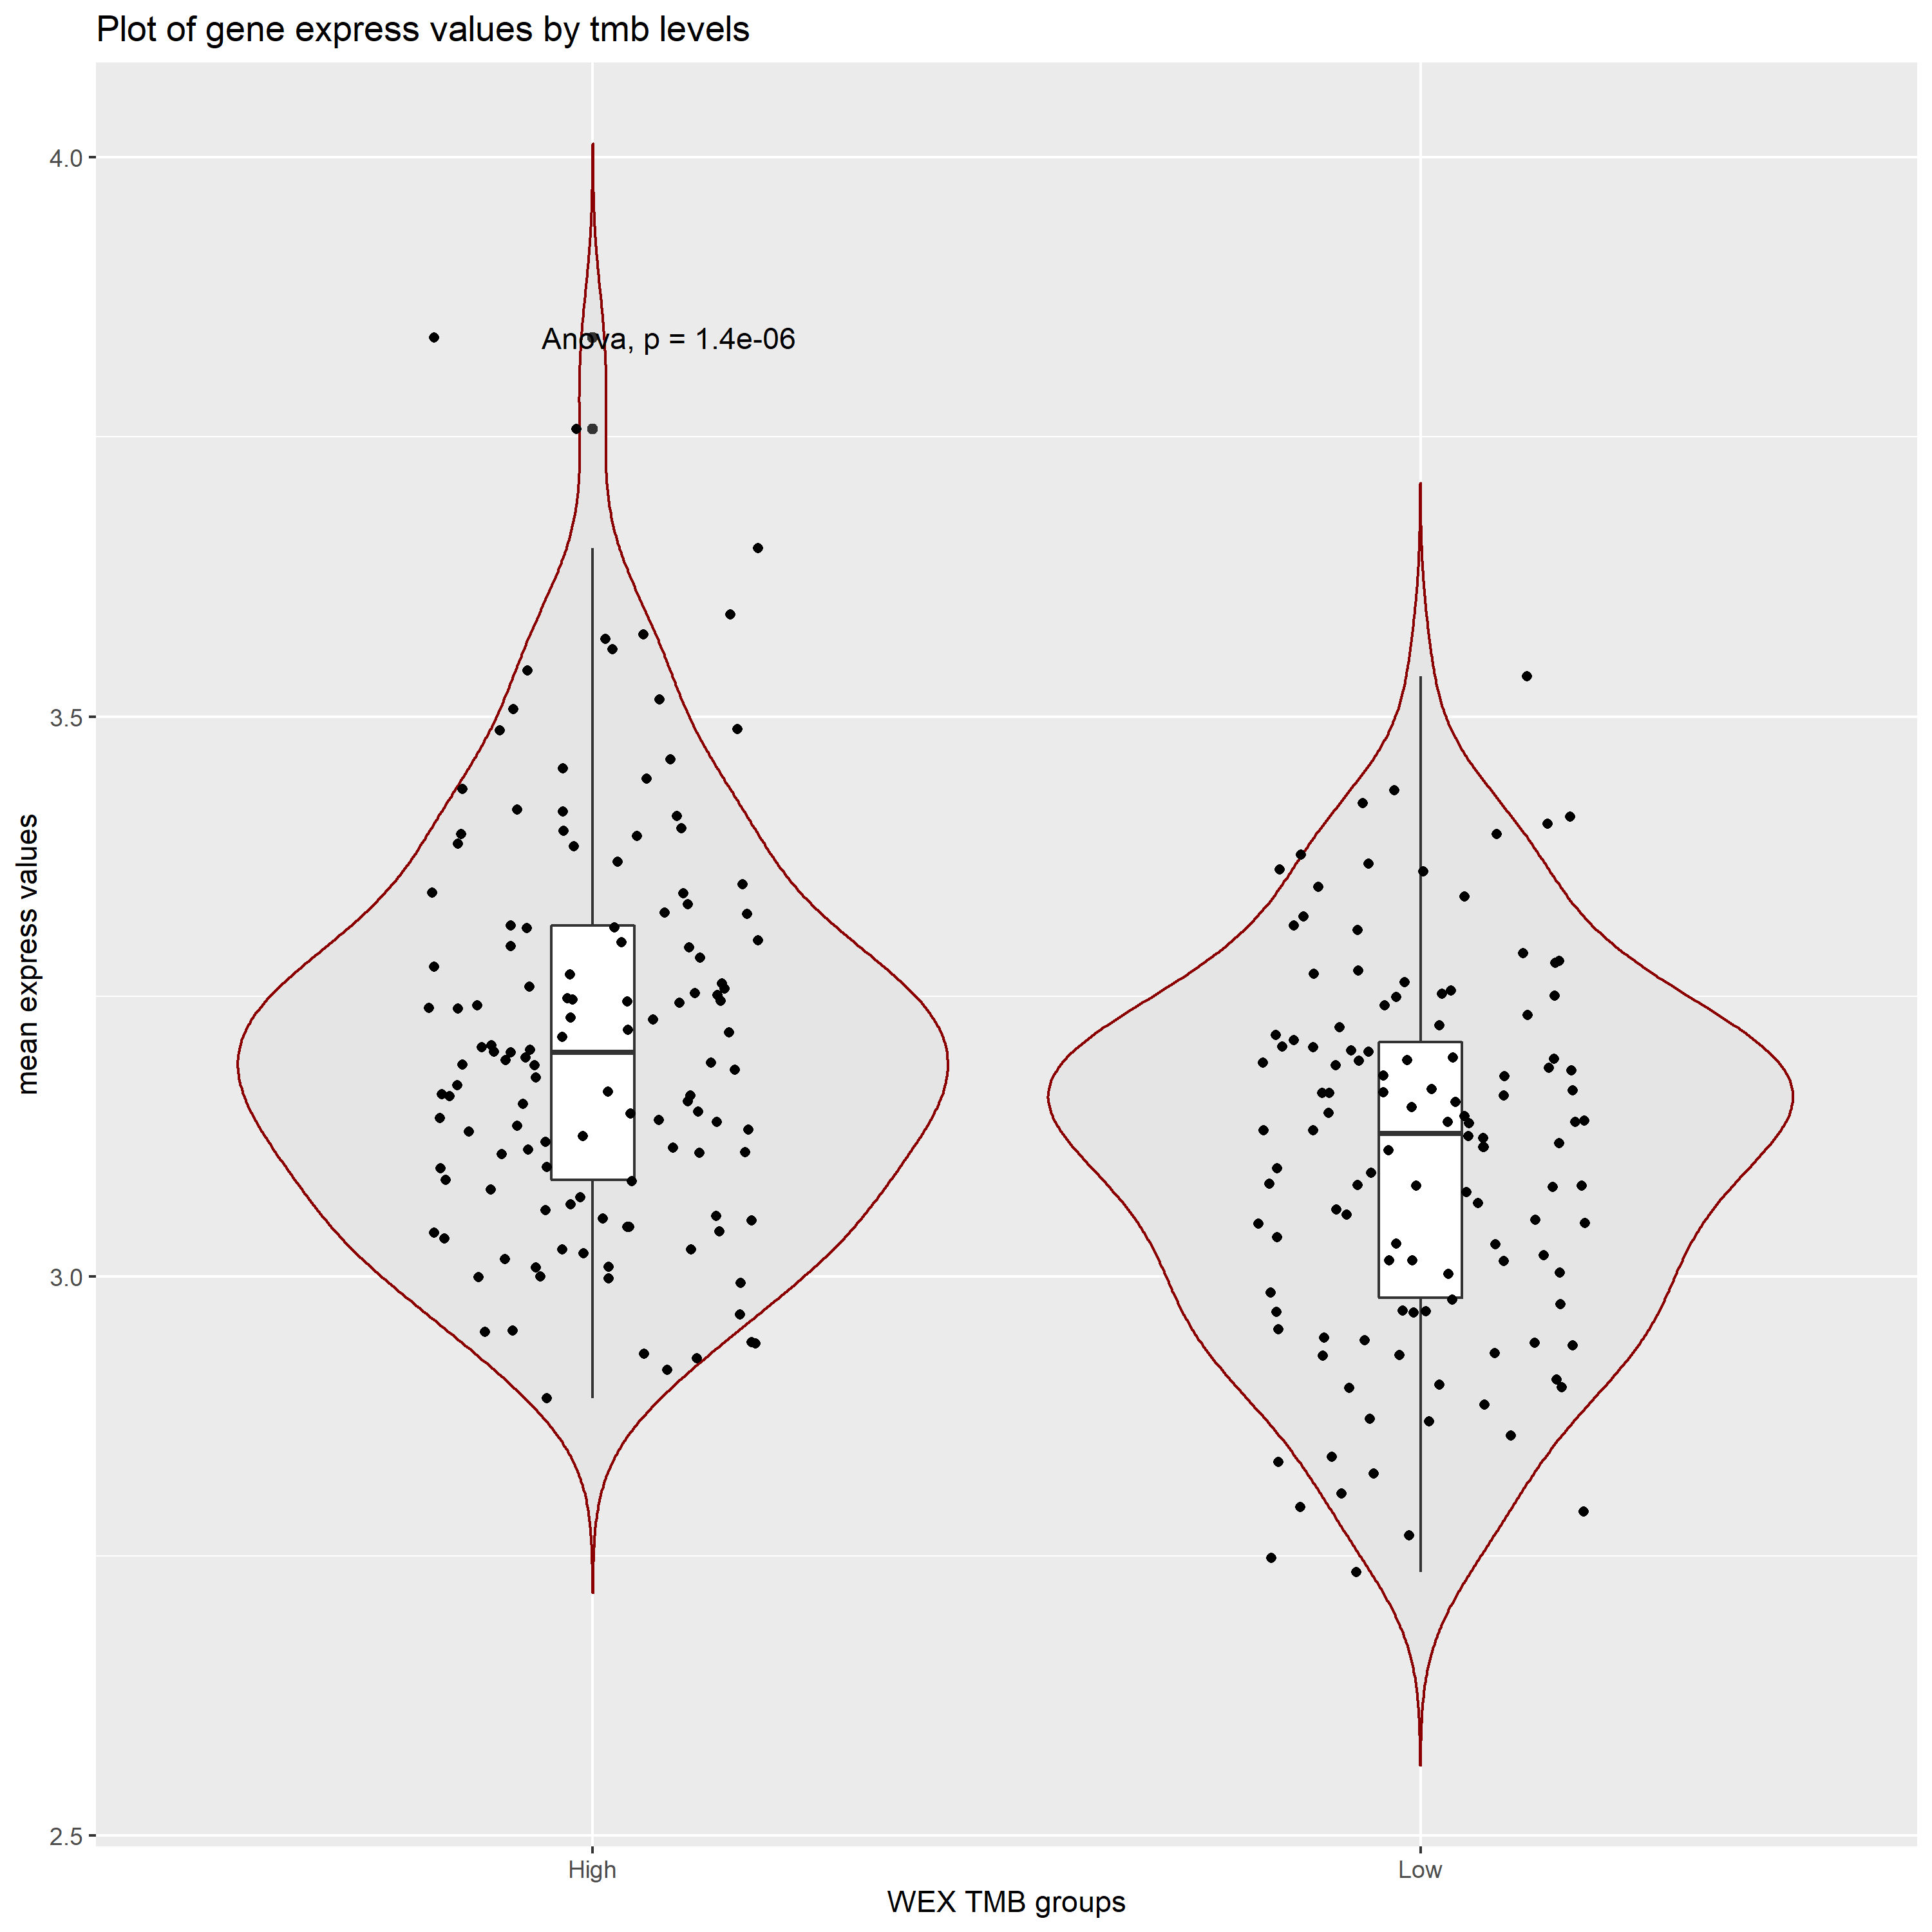 Plot of gene express values by tmb levels
4.0
Anova, p = 1.4e-06
3.5
mean express values
3.0
2.5
High
Low
WEX TMB groups